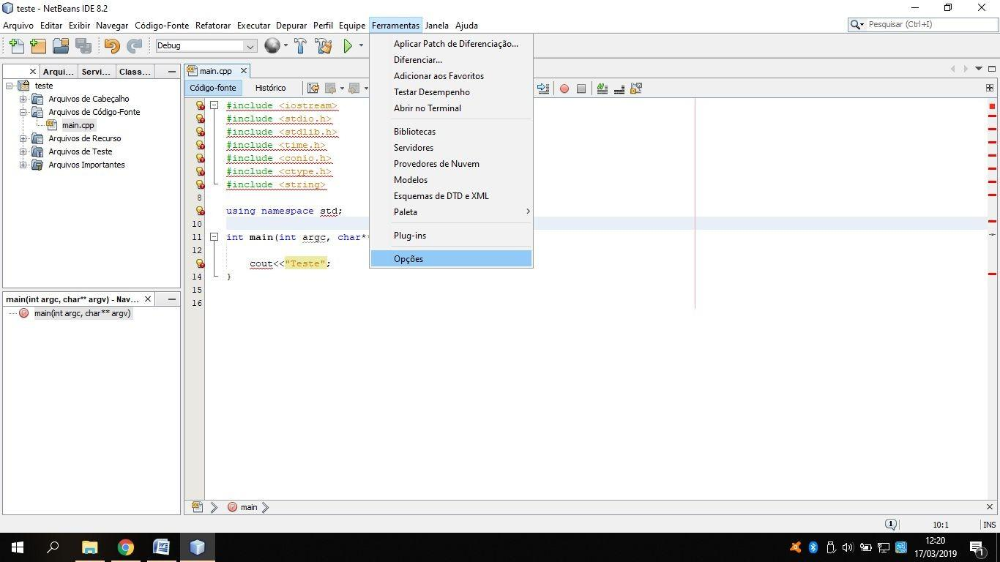 teste - NetBeans IDE 8.2
Arquivo Editar Exibir Navegar Código-Fonte Refatorar Executar Depurar Perfil Equipe Ferramentas Janela Ajuda
Pesquisar (Ctrl+I)
Debug
Arqui... Servi... Class...
teste
Arquivos de Cabeçalho
Arquivos de Código-Fonte
main.cpp
Arquivos de Recurso
Arquivos de Teste
Arquivos Importantes
main(int argc, char** argv) - Nav...
main(int argc, char** argv)
main.cpp
Código-fonte Histórico
#include <iostream>
#include <stdio.h>
#include <stdlib.h>
#include <time.h>
#include <conio.h>
#include <ctype.h>
#include <string>
8
using namespace std;
10
11 int main(int argc, char*
12
cout<<"Teste";
14 }
15
16
Aplicar Patch de Diferenciação...
Diferenciar...
Adicionar aos Favoritos
Testar Desempenho
Abrir no Terminal
Bibliotecas
Servidores
Provedores de Nuvem
Modelos
Esquemas de DTD e XML
Paleta
Plug-ins
Opções
main
1
10:1
INS
12:20
17/03/2019
1